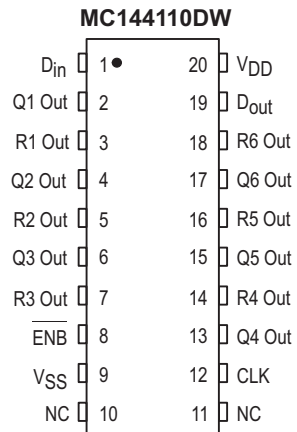 MC144110DW
Din 1 20 VDD
Q1 Out 2 19 Dout
R1 Out 3 18 R6 Out
Q2 Out 4 17 Q6 Out
R2 Out 5 16 R5 Out
Q3 Out 6 15 Q5 Out
R3 Out 7 14 R4 Out
ENB 8 13 Q4 Out
VSS 9 12 CLK
NC 10 11 NC